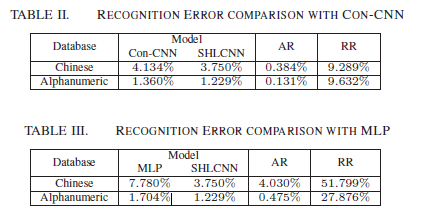 TABLE II. RECOGNITION ERROR COMPARISON WITH CON-CNN
Database Model AR RR
Con-CNN SHLCNN
Chinese 4.134% 3.750% 0.384% 9.289%
Alphanumeric 1.360% 1.229% 0.131% 9.632%
TABLE III. RECOGNITION ERROR COMPARISON WITH MLP
Database Model AR RR
MLP SHLCNN
Chinese 7.780% 3.750% 4.030% 51.799%
Alphanumeric 1.704% 1.229% 0.475% 27.876%